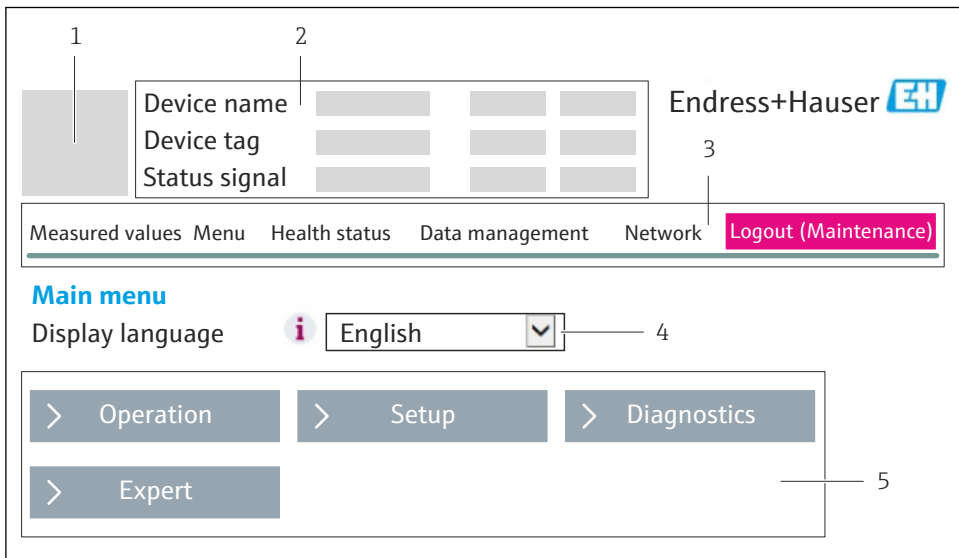 1
2
Device name
Endress+Hauser EH
Device tag
3
Status signal
Measured values Menu Health status Data management Network Logout (Maintenance)
Main menu
Display language i English 4
> Operation > Setup > Diagnostics
> Expert 5